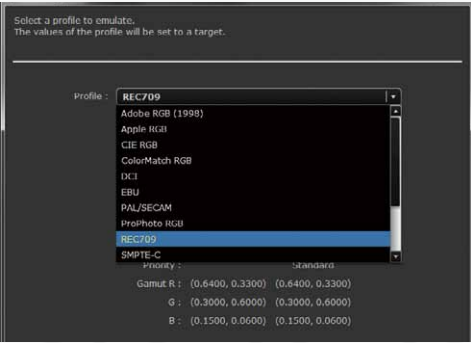 Select a profile to emulate.
The values of the profile will be set to a target.
Profile : REC709
Adobe RGB (1998)
Apple RGB
CIE RGB
ColorMatch RGB
DCI
EBU
PAL/SECAM
ProPhoto RGB
REC709
SMPTE-C
Priority : Standard
Gamut R : (0.6400, 0.3300) (0.6400, 0.3300)
G : (0.3000, 0.6000) (0.3000, 0.6000)
B : (0.1500, 0.0600) (0.1500, 0.0600)